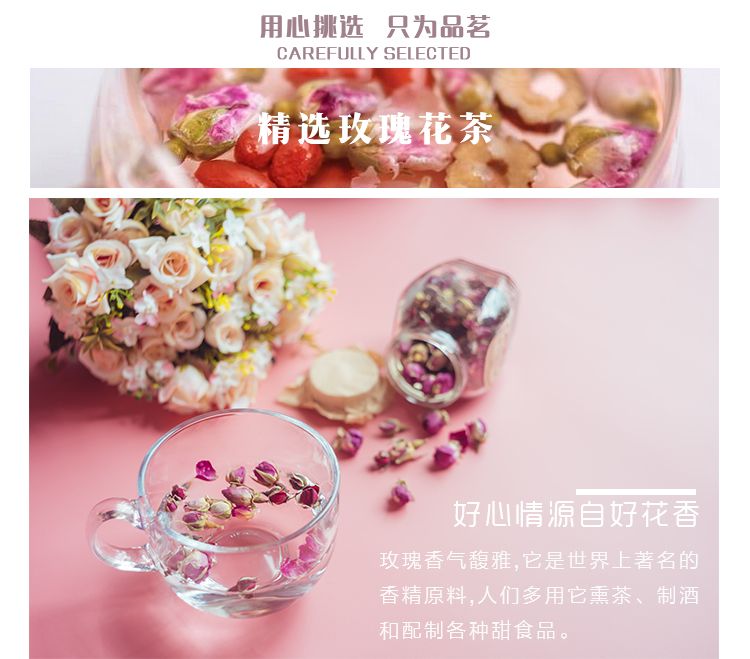 用心挑选 只为品茗
CAREFULLY SELECTED
精选玫瑰花茶
好心情源自好花香
玫瑰香气馥雅,它是世界上著名的
香精原料,人们多用它熏茶、制酒
和配制各种甜食品。